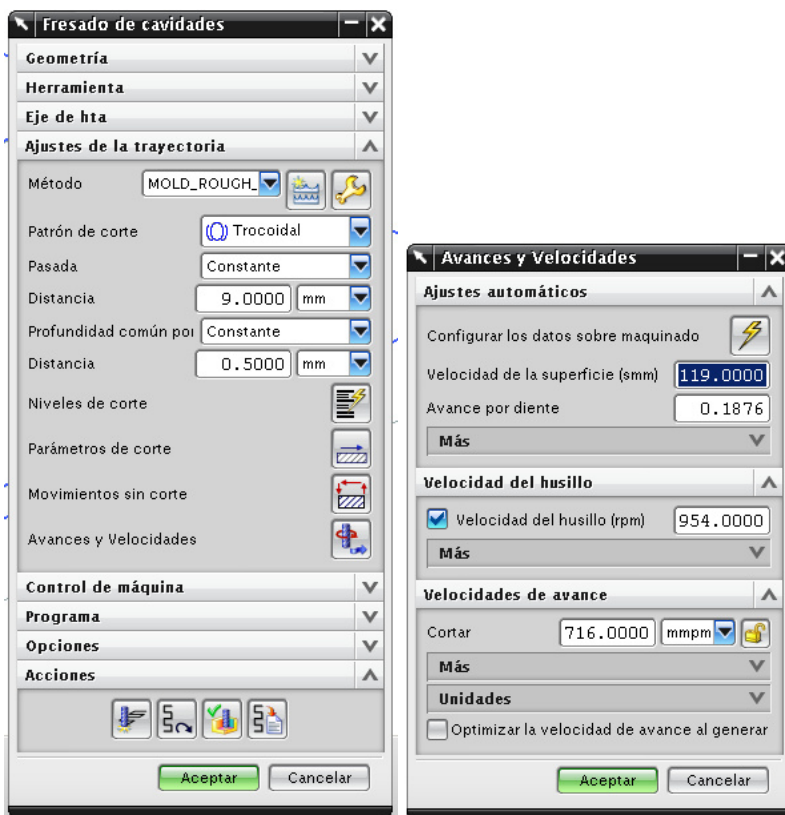 Fresado de cavidades
Geometría
Herramienta
Eje de hta
Ajustes de la trayectoria
Método MOLD_ROUGH_
Patrón de corte Trocoidal
Pasada Constante
Distancia 9.0000 mm
Profundidad común poi Constante
Distancia 0.5000 mm
Niveles de corte
Parámetros de corte
Movimientos sin corte
Avances y Velocidades
Control de máquina
Programa
Opciones
Acciones
Aceptar Cancelar
Avances y Velocidades
Ajustes automáticos
Configurar los datos sobre maquinado
Velocidad de la superficie (smm) 119.0000
Avance por diente 0.1876
Más
Velocidad del husillo
Velocidad del husillo (rpm) 954.0000
Más
Velocidades de avance
Cortar 716.0000 mmpm
Más
Unidades
Optimizar la velocidad de avance al generar
Aceptar Cancelar